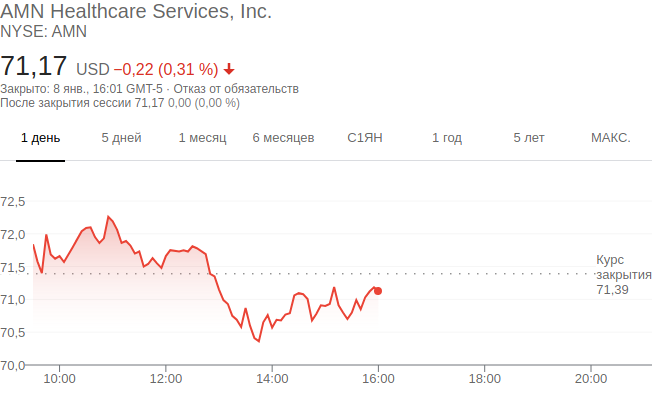 AMN Healthcare Services, Inc.
NYSE: AMN
71,17 USD −0,22 (0,31 %)
Закрыто: 8 янв., 16:01 GMT-5 · Отказ от обязательств
После закрытия сессии 71,17 0,00 (0,00 %)
1 день 5 дней 1 месяц 6 месяцев С1ЯН 1 год 5 лет МАКС.
72,5
72,0
71,5
71,0
70,5
70,0
Курс
закрытия
71,39
10:00 12:00 14:00 16:00 18:00 20:00